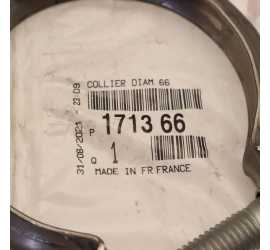 COLLIER DIAM 66
P 1713 66
Q 1
MADE IN FR FRANCE
31/08/2021 - 23:09